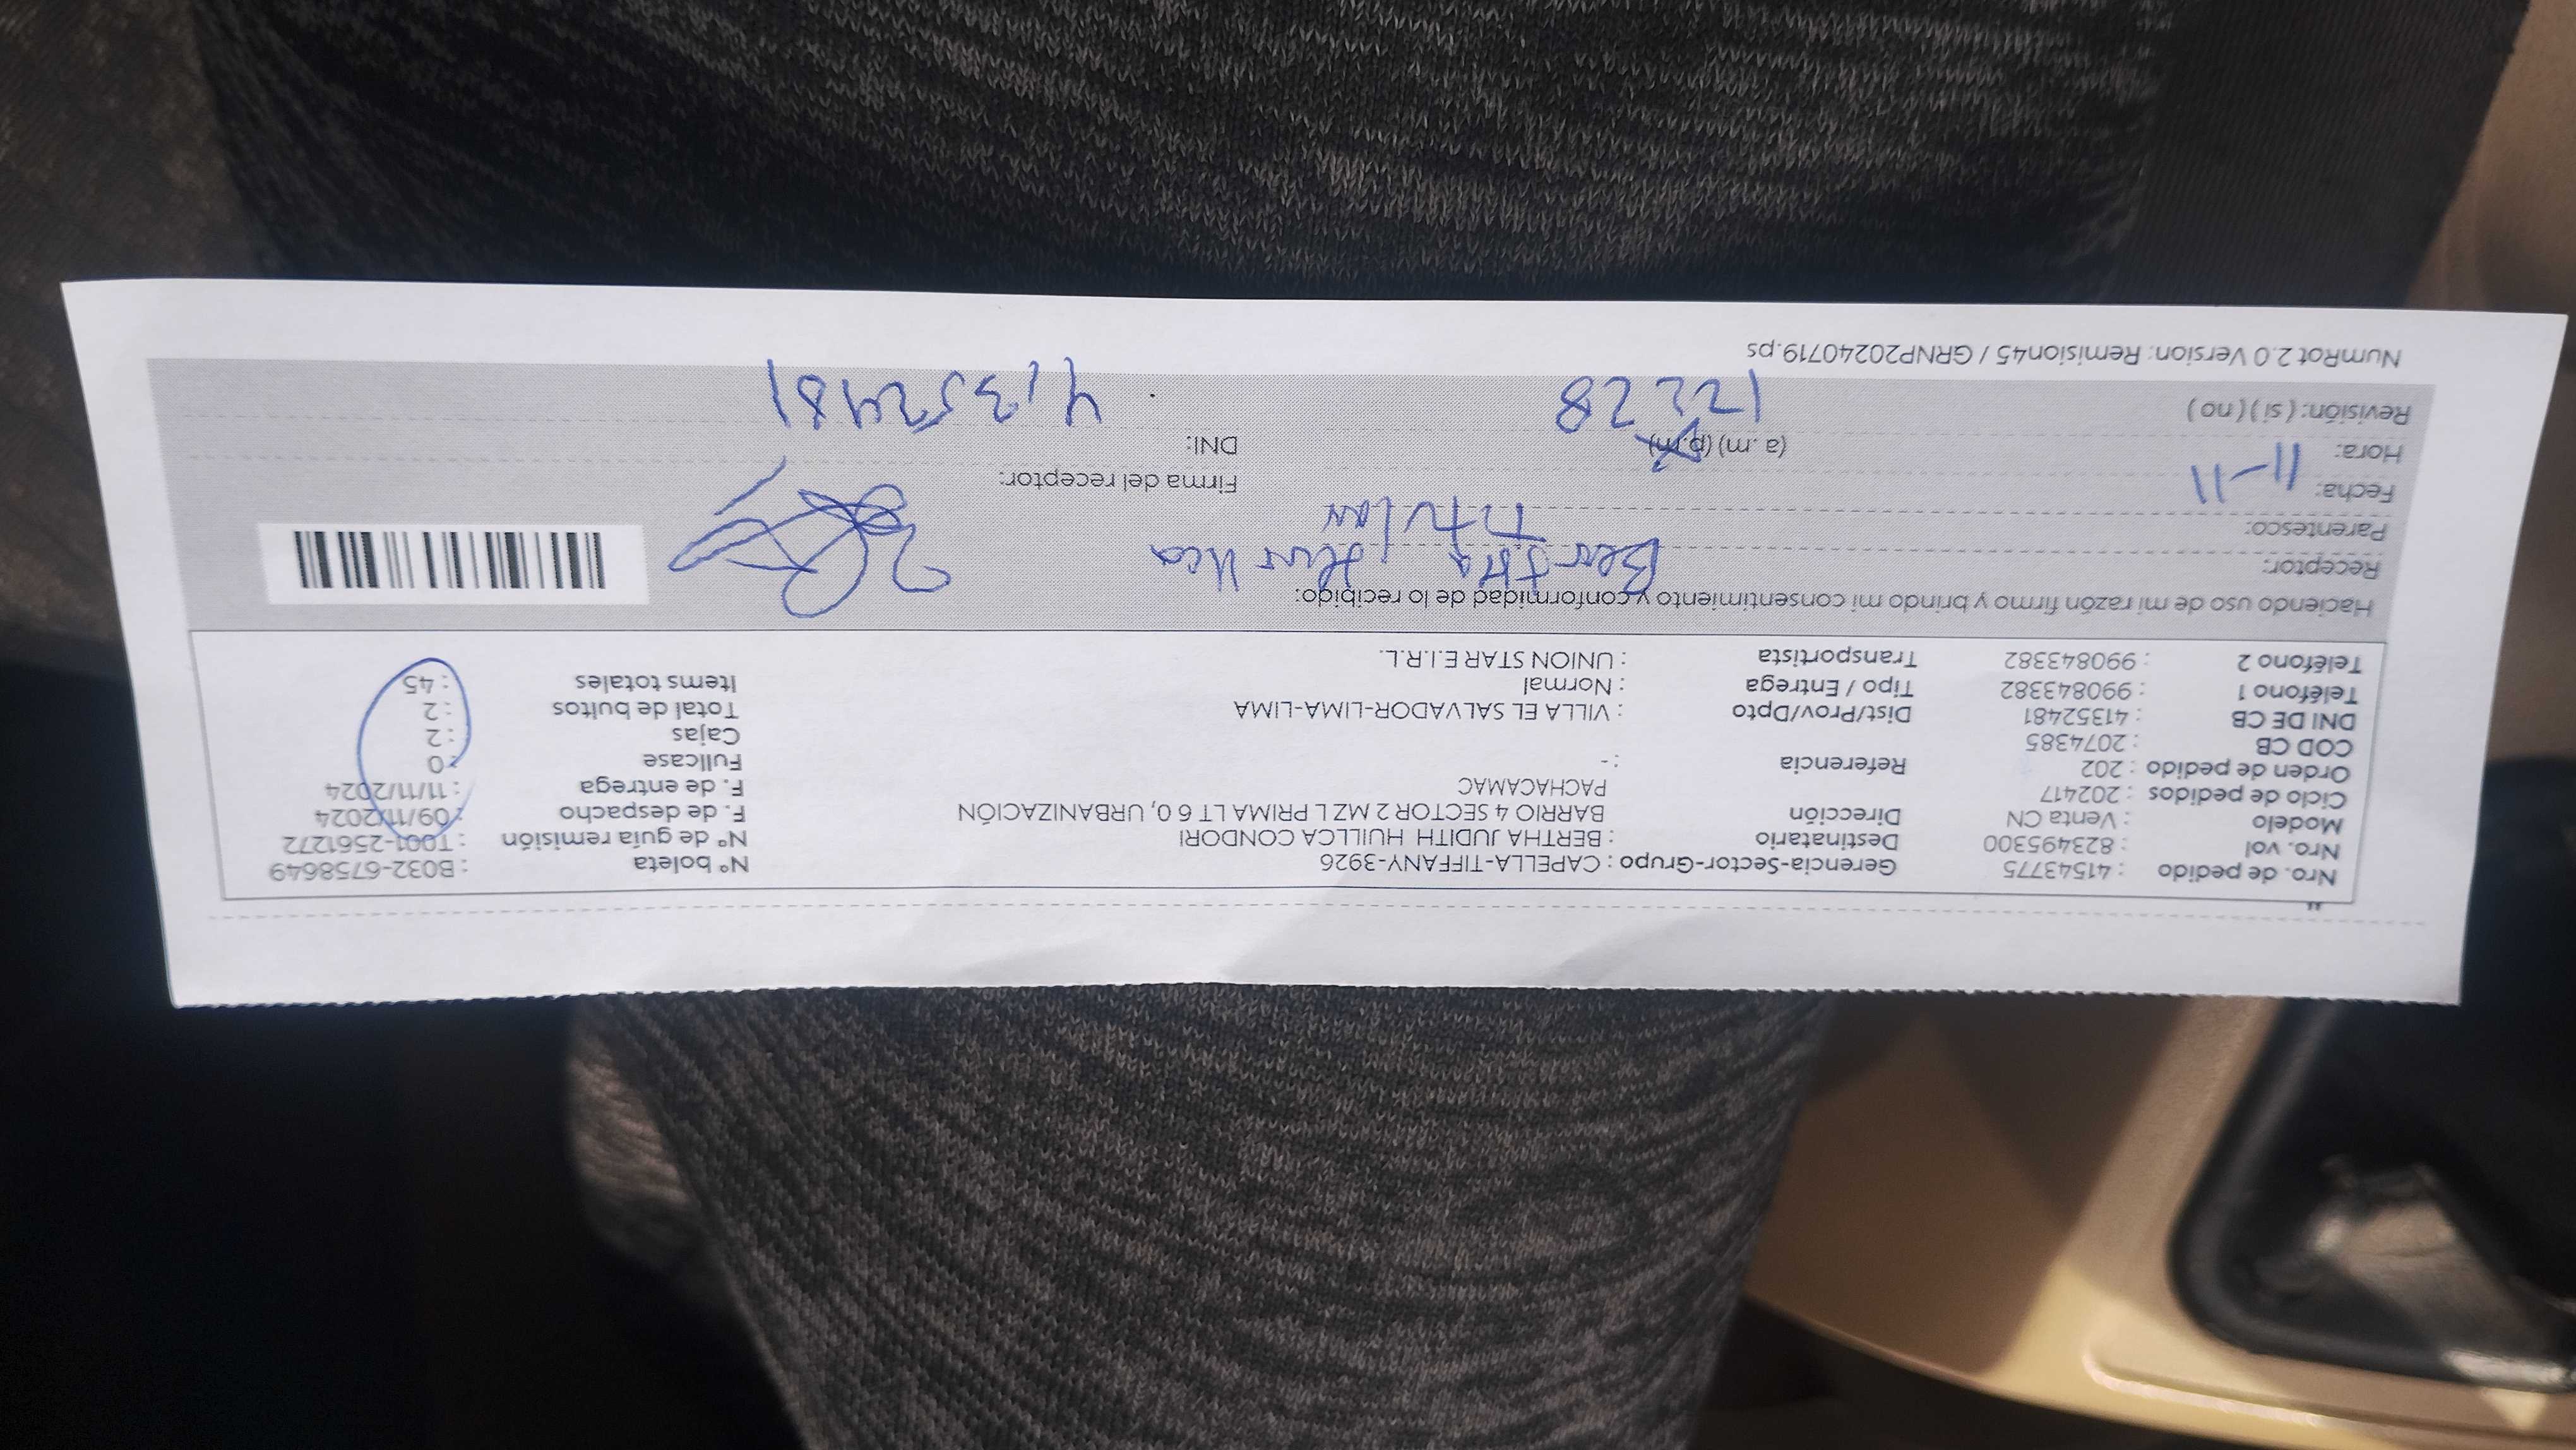 Nro. de pedido : 41543775 Gerencia-Sector-Grupo : CAPELLA-TIFFANY-3926 Nº boleta : B032-6758649
Nro. vol : 823495300 Destinatario : BERTHA JUDITH HUILLCA CONDORI Nº de guía remisión : T001-2561272
Modelo : Venta CN Dirección BARRIO 4 SECTOR 2 MZ L PRIMA LT 6 0, URBANIZACIÓN F. de despacho : 09/11/2024
Ciclo de pedidos : 202417 PACHACAMAC F. de entrega : 11/11/2024
Orden de pedido : 202 Referencia : - Fullcase : 0
COD CB : 2074385 Cajas : 2
DNI DE CB : 41352481 Dist/Prov/Dpto : VILLA EL SALVADOR-LIMA-LIMA Total de bultos : 2
Teléfono 1 : 990843382 Tipo / Entrega : Normal Items totales : 45
Teléfono 2 : 990843382 Transportista : UNION STAR E.I.R.L.
Haciendo uso de mi razón firmo y brindo mi consentimiento y conformidad de lo recibido:
Receptor: Bertha Huillca
Parentesco: Titular
Fecha: 11-11 Firma del receptor:
Hora: (a. m) (p. m) DNI:
Revisión: ( si ) ( no ) 12 28 41352481
NumRot 2.0 Version: Remision45 / GRNP20240719.ps